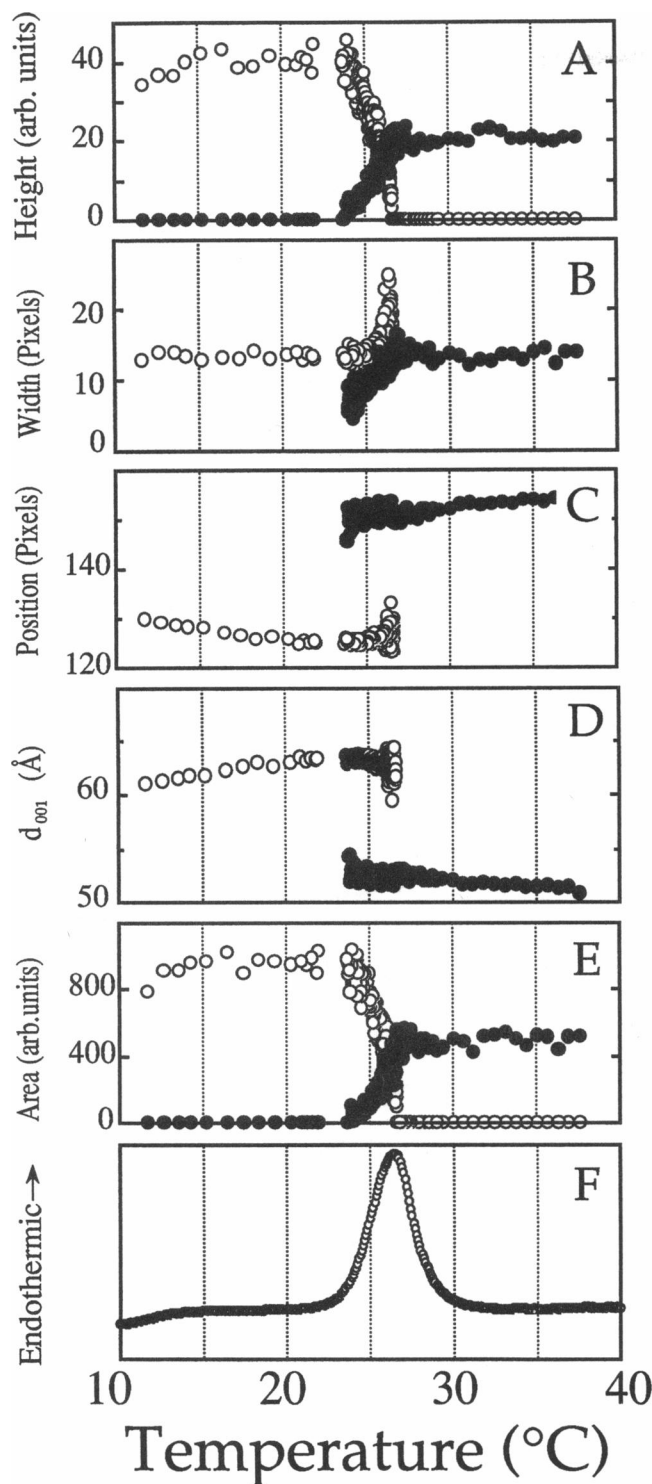 A
Height (arb. units)
40
20
0
B
Width (Pixels)
20
10
0
C
Position (Pixels)
140
120
D
d001 (Å)
60
50
E
Area (arb.units)
800
400
0
F
Endothermic→
10 20 30 40
Temperature (°C)